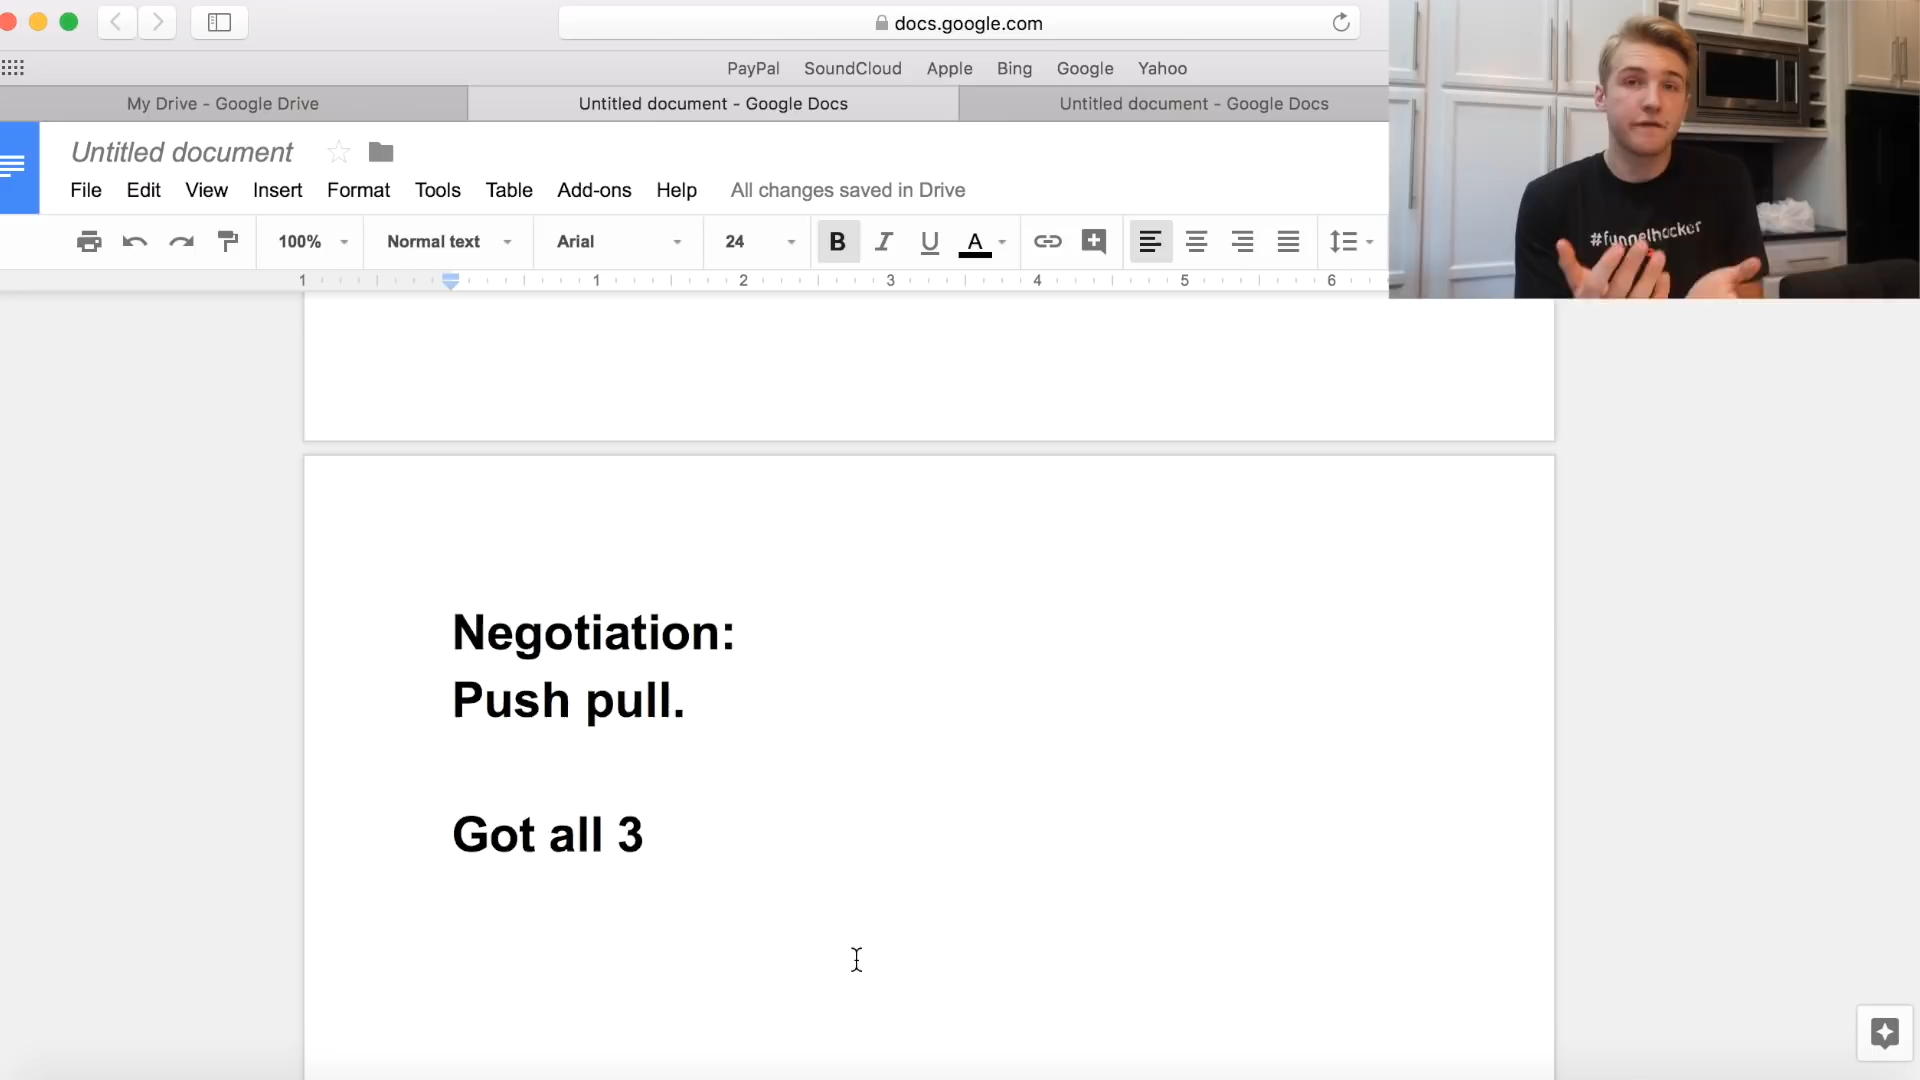 docs.google.com
PayPal SoundCloud Apple Bing Google Yahoo
My Drive - Google Drive
Untitled document - Google Docs
Untitled document - Google Docs
Untitled document
File Edit View Insert Format Tools Table Add-ons Help All changes saved in Drive
100% Normal text Arial 24 B I U A
1 1 2 3 4 5 6
#funnelhacker
Negotiation:
Push pull.
Got all 3